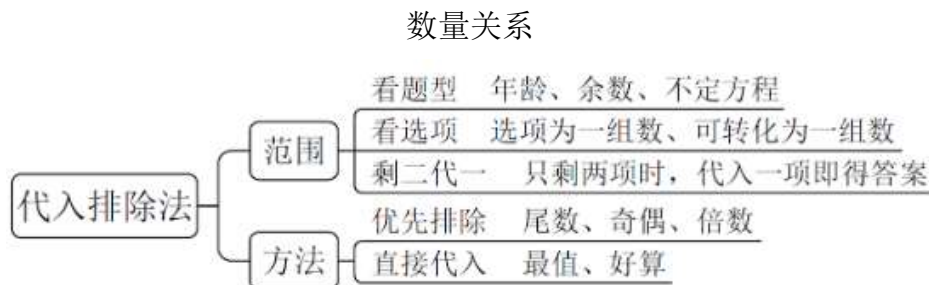 数量关系
看题型 年龄、余数、不定方程
范围
看选项 选项为一组数、可转化为一组数
剩二代一 只剩两项时，代入一项即得答案
代入排除法
优先排除 尾数、奇偶、倍数
方法
直接代入 最值、好算